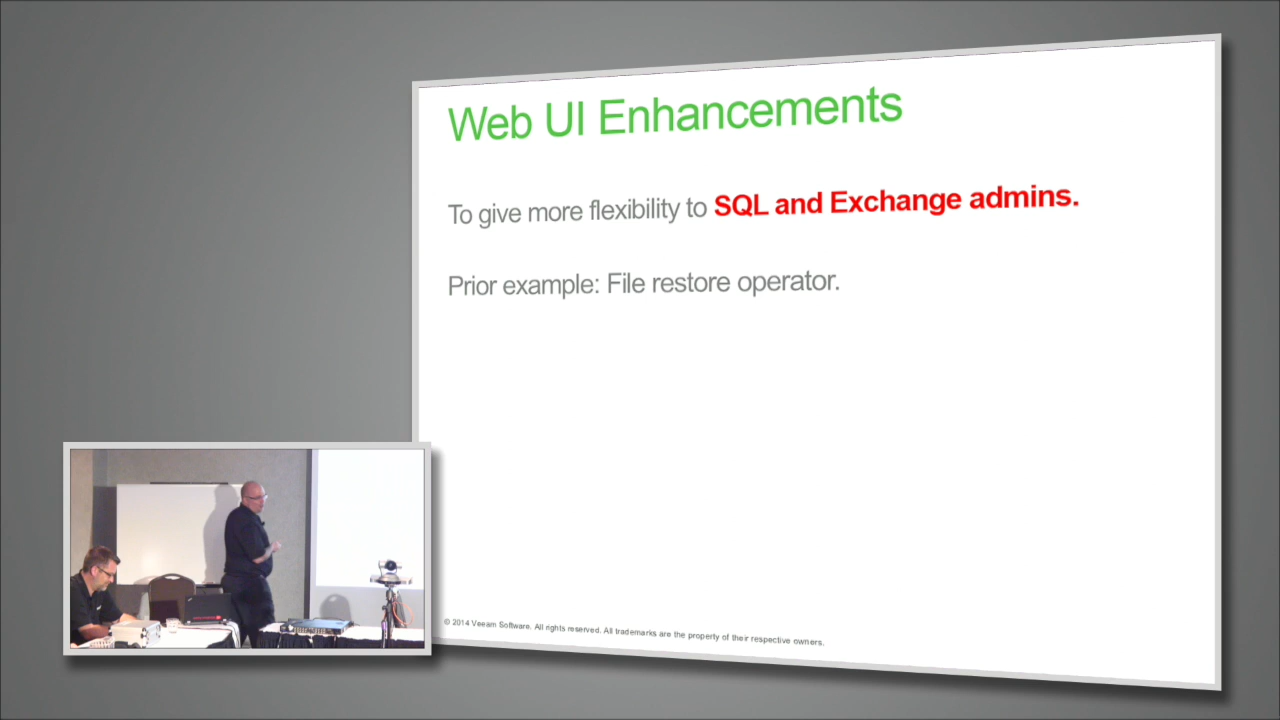 Web UI Enhancements
To give more flexibility to SQL and Exchange admins.
Prior example: File restore operator.
© 2014 Veeam Software. All rights reserved. All trademarks are the property of their respective owners.